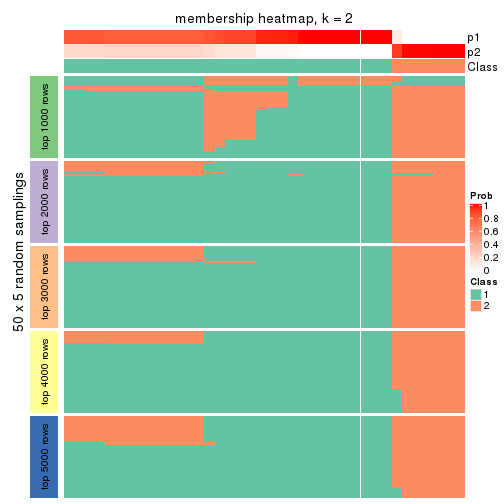 membership heatmap, k = 2
p1
p2
Class
50 x 5 random samplings
top 1000 rows
top 2000 rows
top 3000 rows
top 4000 rows
top 5000 rows
Prob
1
0.8
0.6
0.4
0.2
0
Class
1
2